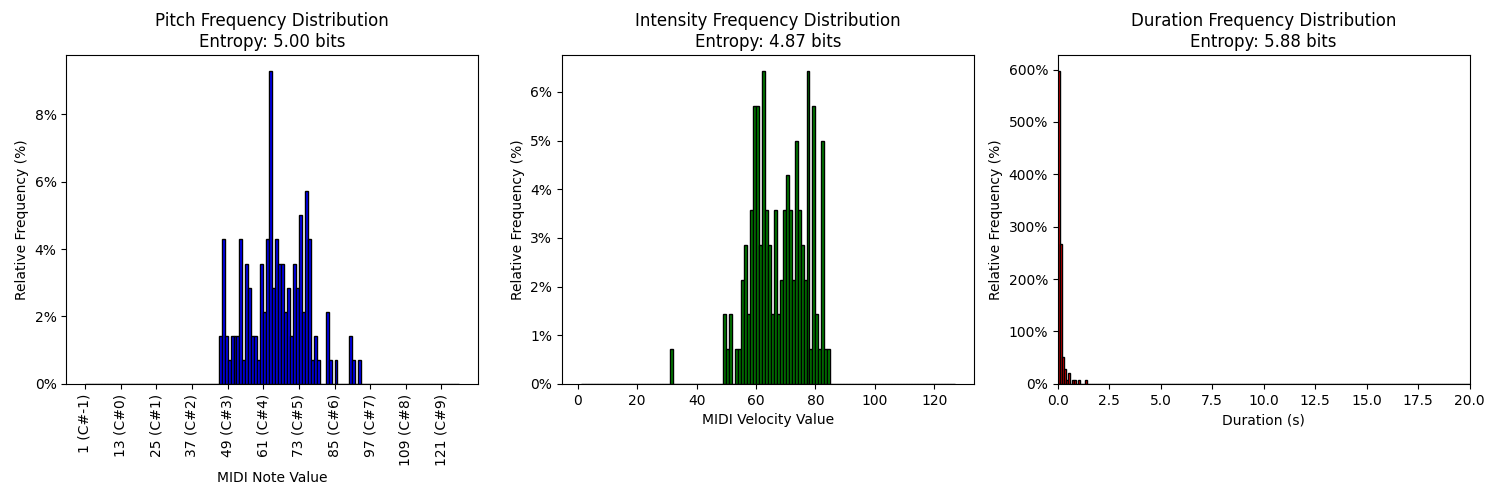 Pitch Frequency Distribution
Entropy: 5.00 bits
Relative Frequency (%)
8%
6%
4%
2%
0%
1 (C#-1)
13 (C#0)
25 (C#1)
37 (C#2)
49 (C#3)
61 (C#4)
73 (C#5)
85 (C#6)
97 (C#7)
109 (C#8)
121 (C#9)
MIDI Note Value
Intensity Frequency Distribution
Entropy: 4.87 bits
Relative Frequency (%)
6%
5%
4%
3%
2%
1%
0%
0
20
40
60
80
100
120
MIDI Velocity Value
Duration Frequency Distribution
Entropy: 5.88 bits
Relative Frequency (%)
600%
500%
400%
300%
200%
100%
0%
0.0
2.5
5.0
7.5
10.0
12.5
15.0
17.5
20.0
Duration (s)